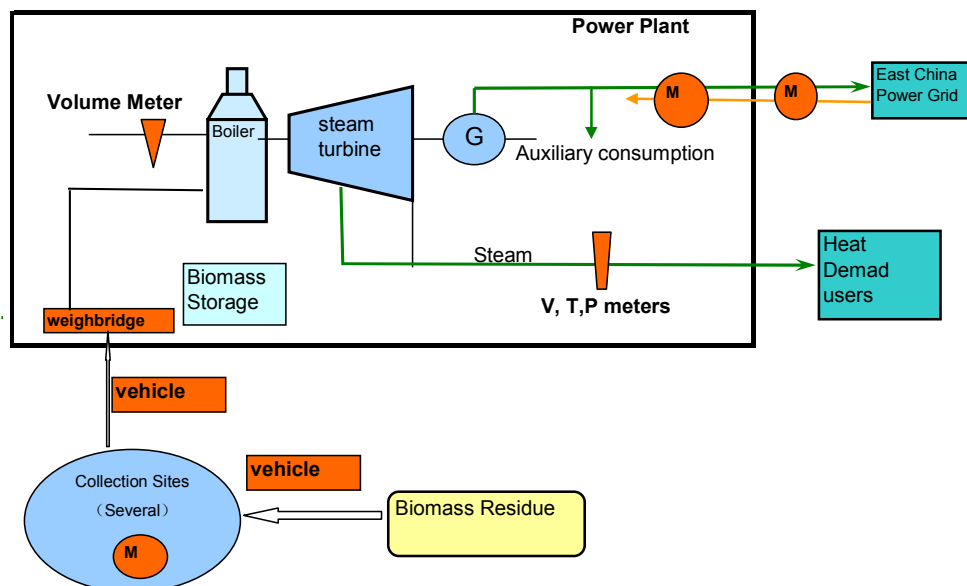 Power Plant
East China
Power Grid
M
M
Volume Meter
Boiler
steam
turbine
G
Auxiliary consumption
Steam
Heat
Demad
users
Biomass
Storage
V, T,P meters
weighbridge
vehicle
vehicle
Collection Sites
（Several）
M
Biomass Residue